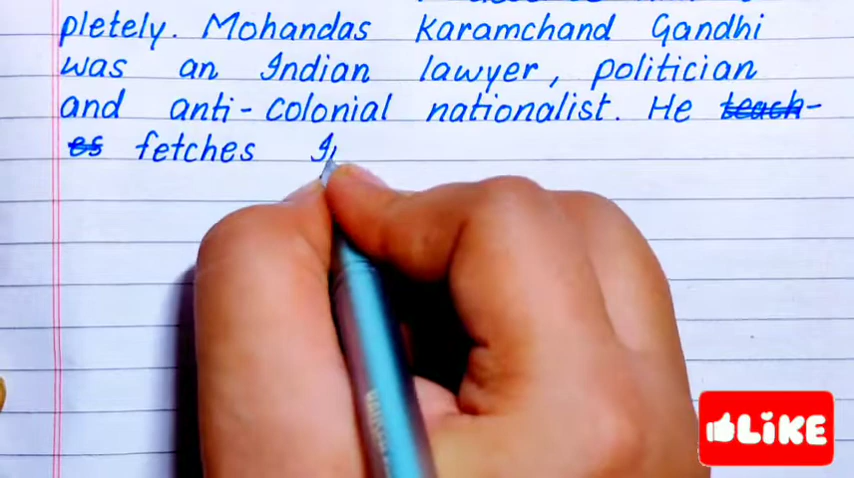 pletely. Mohandas Karamchand Gandhi
was an Indian lawyer, politician
and anti-colonial nationalist. He teach-
es fetches
LIKE